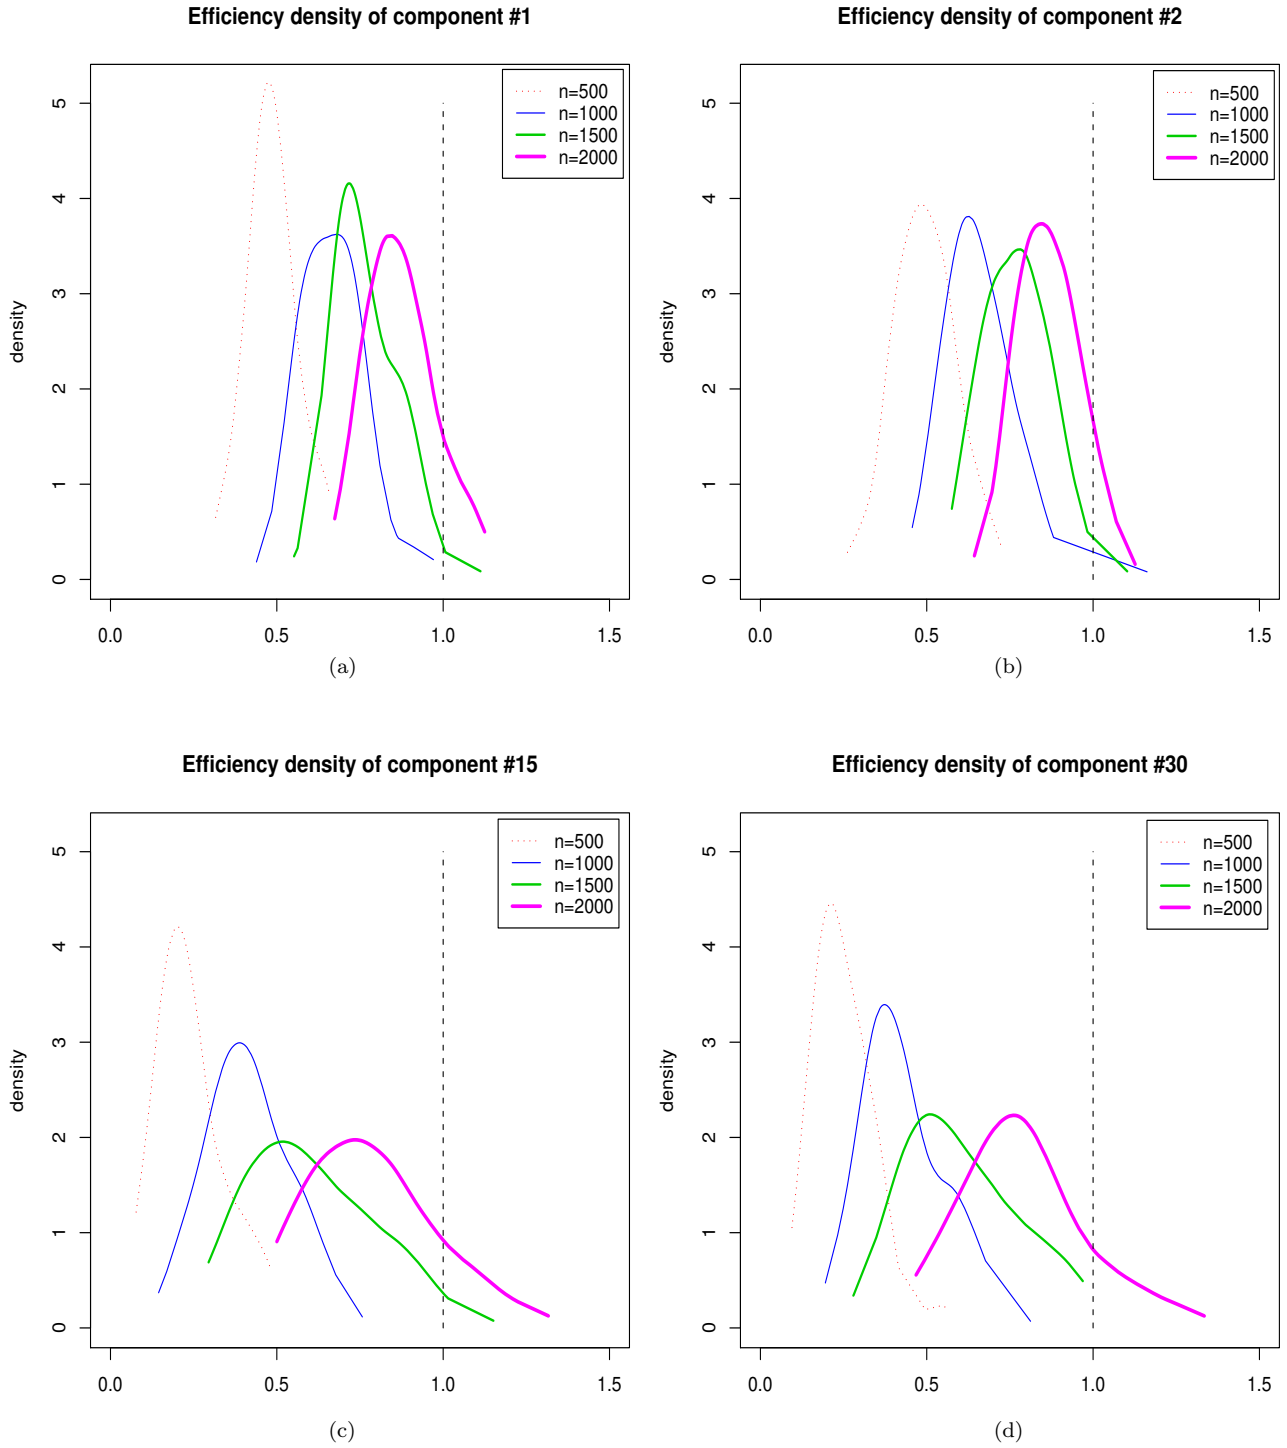 Efficiency density of component #1
density
0 1 2 3 4 5
n=500
n=1000
n=1500
n=2000
0.0 0.5 1.0 1.5
(a)
Efficiency density of component #2
density
0 1 2 3 4 5
n=500
n=1000
n=1500
n=2000
0.0 0.5 1.0 1.5
(b)
Efficiency density of component #15
density
0 1 2 3 4 5
n=500
n=1000
n=1500
n=2000
0.0 0.5 1.0 1.5
(c)
Efficiency density of component #30
density
0 1 2 3 4 5
n=500
n=1000
n=1500
n=2000
0.0 0.5 1.0 1.5
(d)